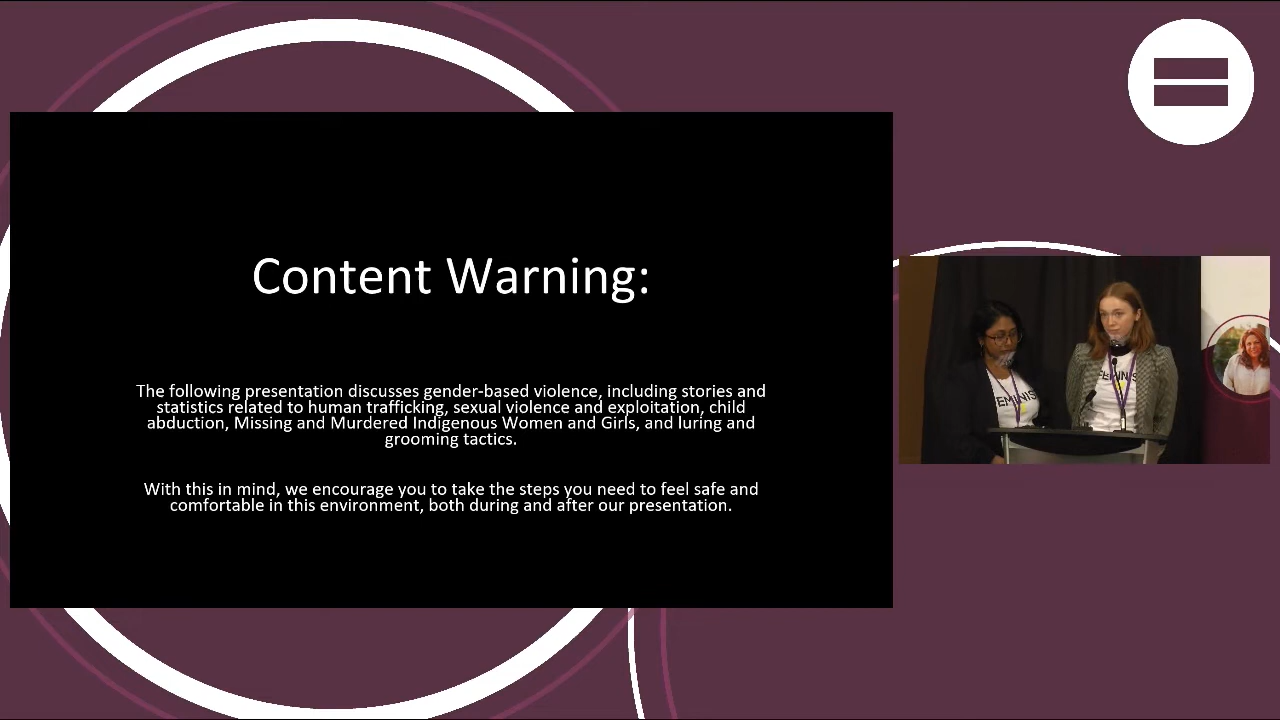 Content Warning:
The following presentation discusses gender-based violence, including stories and
statistics related to human trafficking, sexual violence and exploitation, child
abduction, Missing and Murdered Indigenous Women and Girls, and luring and
grooming tactics.
With this in mind, we encourage you to take the steps you need to feel safe and
comfortable in this environment, both during and after our presentation.